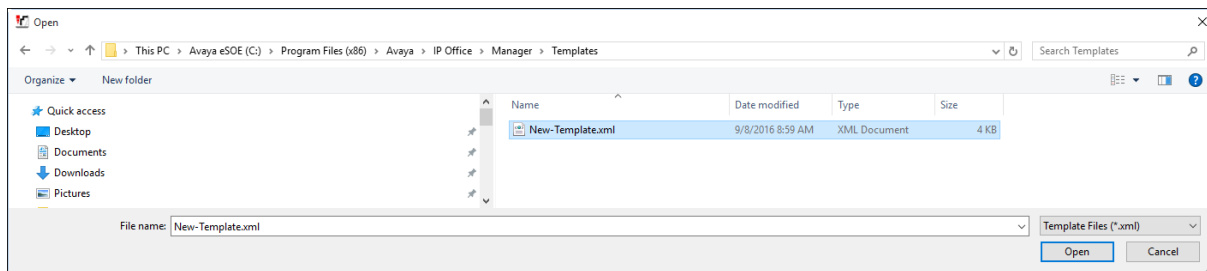 Open
This PC > Avaya eSOE (C:) > Program Files (x86) > Avaya > IP Office > Manager > Templates
Search Templates
Organize
New folder
Quick access
Desktop
Documents
Downloads
Pictures
Name Date modified Type Size
New-Template.xml 9/8/2016 8:59 AM XML Document 4 KB
File name: New-Template.xml
Template Files (*.xml)
Open Cancel